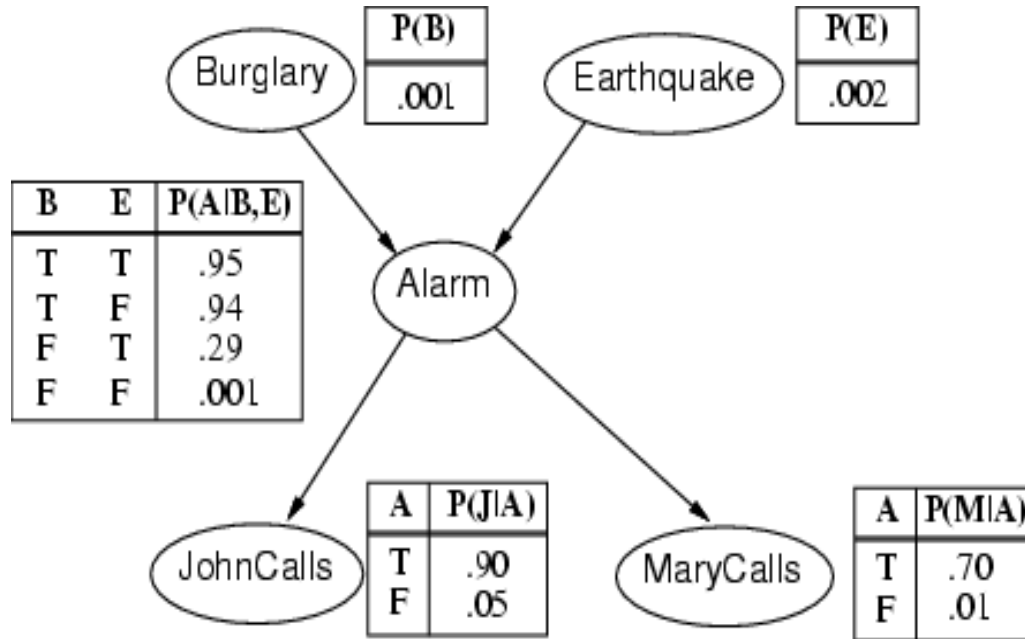 Burglary
P(B)
.001
Earthquake
P(E)
.002
B E P(A|B,E)
T T .95
T F .94
F T .29
F F .001
Alarm
JohnCalls
A P(J|A)
T .90
F .05
MaryCalls
A P(M|A)
T .70
F .01